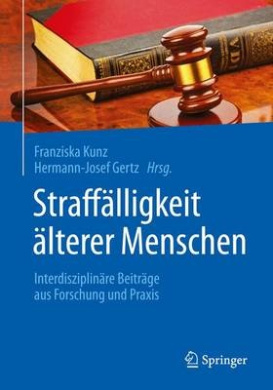 Franziska Kunz
Hermann-Josef Gertz Hrsg.
Straffälligkeit
älterer Menschen
Interdisziplinäre Beiträge
aus Forschung und Praxis
Springer